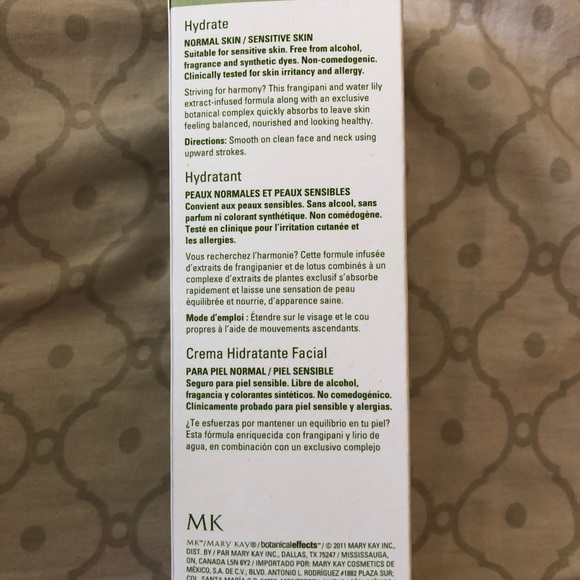 Hydrate
NORMAL SKIN / SENSITIVE SKIN
Suitable for sensitive skin. Free from alcohol,
fragrance and synthetic dyes. Non-comedogenic.
Clinically tested for skin irritancy and allergy.
Striving for harmony? This frangipani and water lily
extract-infused formula along with an exclusive
botanical complex quickly absorbs to leave skin
feeling balanced, nourished and looking healthy.
Directions: Smooth on clean face and neck using
upward strokes.
Hydratant
PEAUX NORMALES ET PEAUX SENSIBLES
Convient aux peaux sensibles. Sans alcool, sans
parfum ni colorant synthétique. Non comédogène.
Testé en clinique pour l'irritation cutanée et
les allergies.
Vous recherchez l'harmonie? Cette formule infusée
d'extraits de frangipanier et de lotus combinés à un
complexe d'extraits de plantes exclusif s'absorbe
rapidement et laisse une sensation de peau
équilibrée et nourrie, d'apparence saine.
Mode d'emploi : Étendre sur le visage et le cou
propres à l'aide de mouvements ascendants.
Crema Hidratante Facial
PARA PIEL NORMAL / PIEL SENSIBLE
Seguro para piel sensible. Libre de alcohol,
fragancia y colorantes sintéticos. No comedogénico.
Clínicamente probado para piel sensible y alergias.
¿Te esfuerzas por mantener un equilibrio en tu piel?
Esta fórmula enriquecida con frangipani y lirio de
agua, en combinación con un exclusivo complejo
MK
MK™/MARY KAY®/botanicaleffects™/© 2011 MARY KAY INC.,
DIST. BY / PAR MARY KAY INC., DALLAS, TX 75247 / MISSISSAUGA,
ON, CANADA L5N 6Y2 / IMPORTADO POR: MARY KAY COSMETICS DE
MÉXICO, S.A. DE C.V.; BLVD. ANTONIO L. RODRÍGUEZ #1882 PLAZA SUR;
COL. SANTA MARÍA